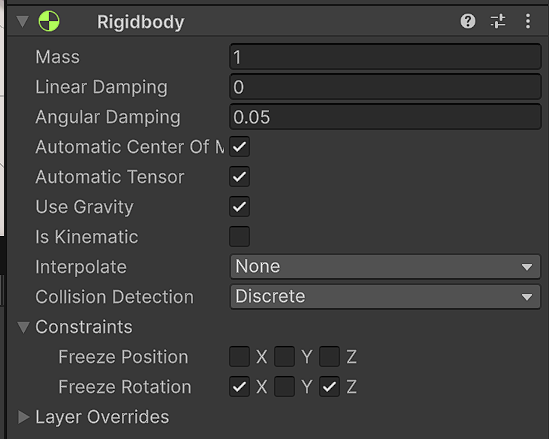 Rigidbody
Mass 1
Linear Damping 0
Angular Damping 0.05
Automatic Center Of M
Automatic Tensor
Use Gravity
Is Kinematic
Interpolate None
Collision Detection Discrete
Constraints
Freeze Position X Y Z
Freeze Rotation X Y Z
Layer Overrides